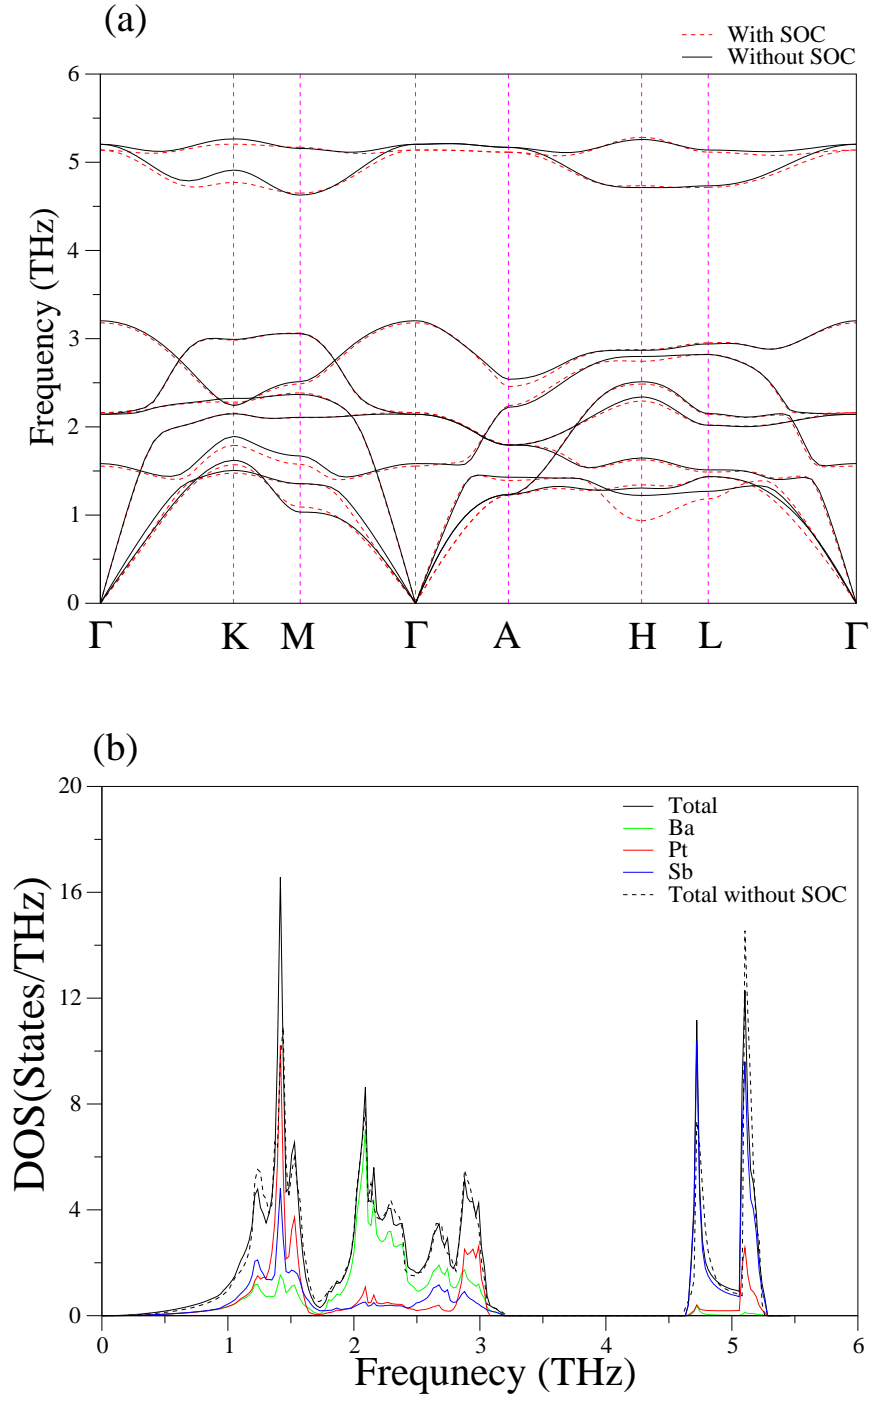 (a)
With SOC
Without SOC
6
5
4
3
2
1
0
Frequency (THz)
Γ K M Γ A H L Γ
(b)
20
16
12
8
4
0
DOS(States/THz)
Total
Ba
Pt
Sb
Total without SOC
0 1 2 3 4 5 6
Frequnecy (THz)